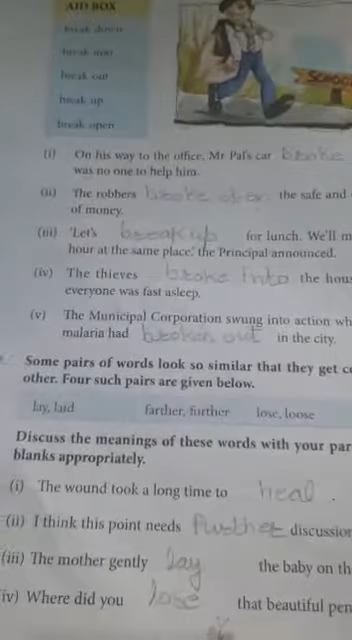 AID BOX
break down
break into
break out
break up
break open
SCHOOL
(i) On his way to the office, Mr Pal's car broke
was no one to help him.
(ii) The robbers broke open the safe and
of money.
(iii) 'Let's break up for lunch. We'll m
hour at the same place,' the Principal announced.
(iv) The thieves broke into the hous
everyone was fast asleep.
(v) The Municipal Corporation swung into action wh
malaria had broken out in the city.
Some pairs of words look so similar that they get co
other. Four such pairs are given below.
lay, laid farther, further lose, loose
Discuss the meanings of these words with your par
blanks appropriately.
(i) The wound took a long time to heal.
(ii) I think this point needs further discussion
(iii) The mother gently lay the baby on th
iv) Where did you lose that beautiful pen